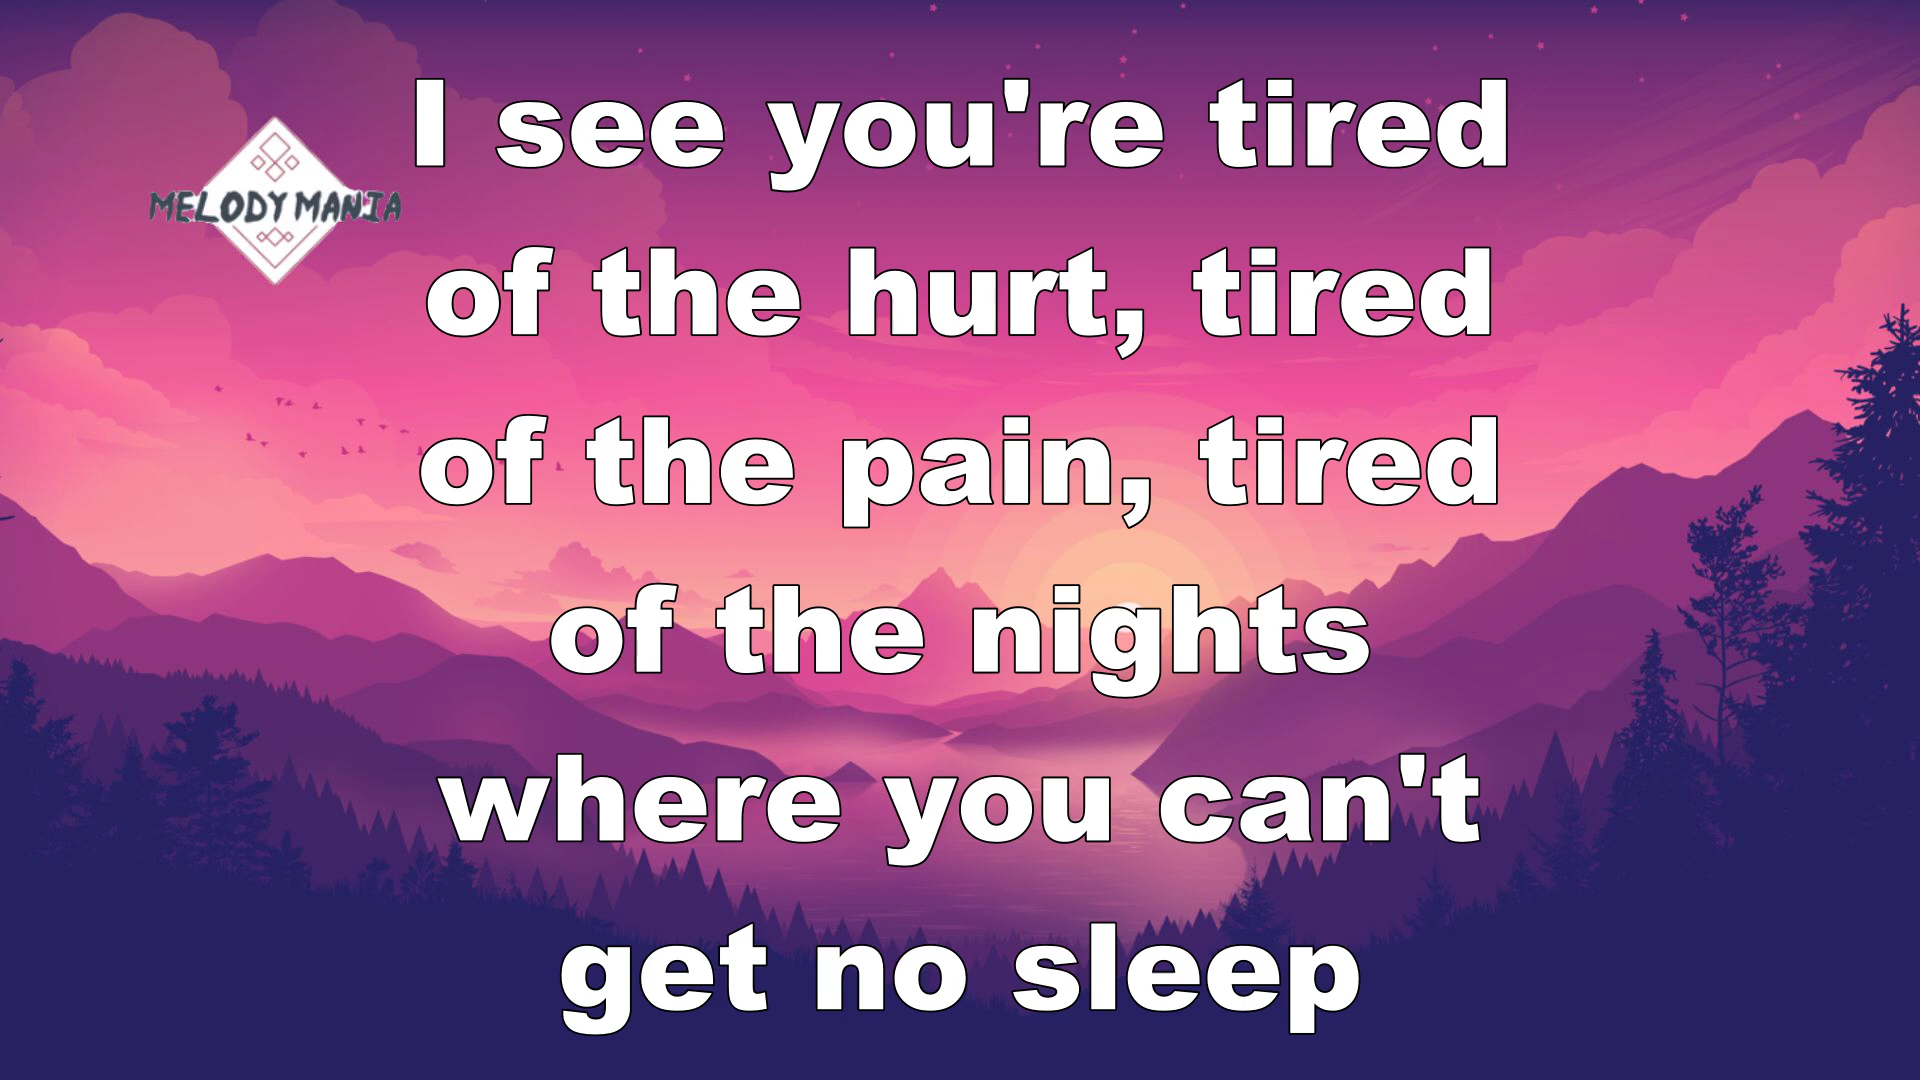 I see you're tired
MELODY MANIA
of the hurt, tired
of the pain, tired
of the nights
where you can't
get no sleep